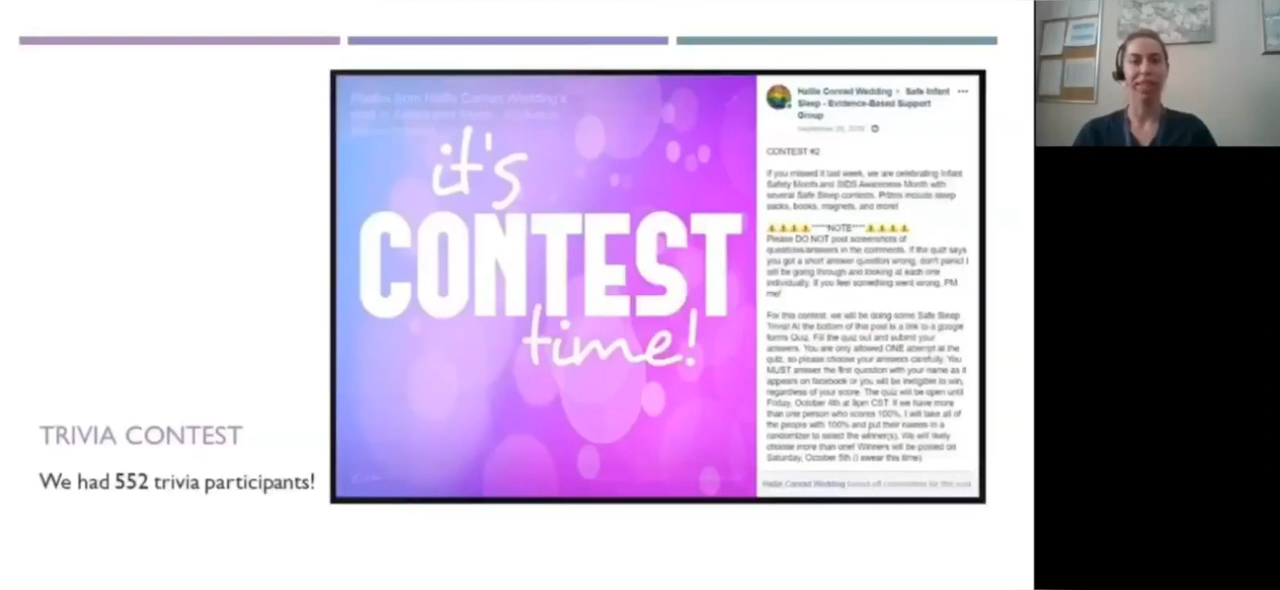 it's
CONTEST
time!
Hallie Conrad Wedding ▸ Safe Infant
Sleep - Evidence-Based Support
Group
CONTEST #2
If you missed it last week, we are celebrating Infant
Safety Month and SIDS Awareness Month with
several Safe Sleep contests. Prizes include sleep
sacks, books, magnets, and more!
NOTE
Please DO NOT post screenshots of
questions/answers in the comments. If the quiz says
you got a short answer question wrong, don't panic! I
will be going through and looking at each one
individually. If you feel something went wrong, PM
me!
For this contest, we will be doing some Safe Sleep
Trivia! At the bottom of this post is a link to a google
forms Quiz. Fill the quiz out and submit your
answers. You are only allowed ONE attempt at the
quiz, so please choose your answers carefully. You
MUST answer the first question with your name as it
appears on facebook or you will be ineligible to win,
regardless of your score. The quiz will be open until
Friday, October 4th at 9pm CST. If we have more
than one person who scores 100%, I will take all of
the people with 100% and put their names in a
randomizer to select the winner(s). We will likely
choose more than one! Winners will be posted on
Saturday, October 5th (I swear this time)
Hallie Conrad Wedding turned off commenting for this post
TRIVIA CONTEST
We had 552 trivia participants!